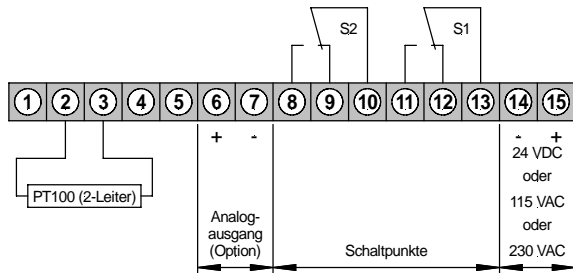 S2 S1
1 2 3 4 5 6 7 8 9 10 11 12 13 14 15
+ - - +
PT100 (2-Leiter)
Analog-
ausgang
(Option)
Schaltpunkte
24 VDC
oder
115 VAC
oder
230 VAC